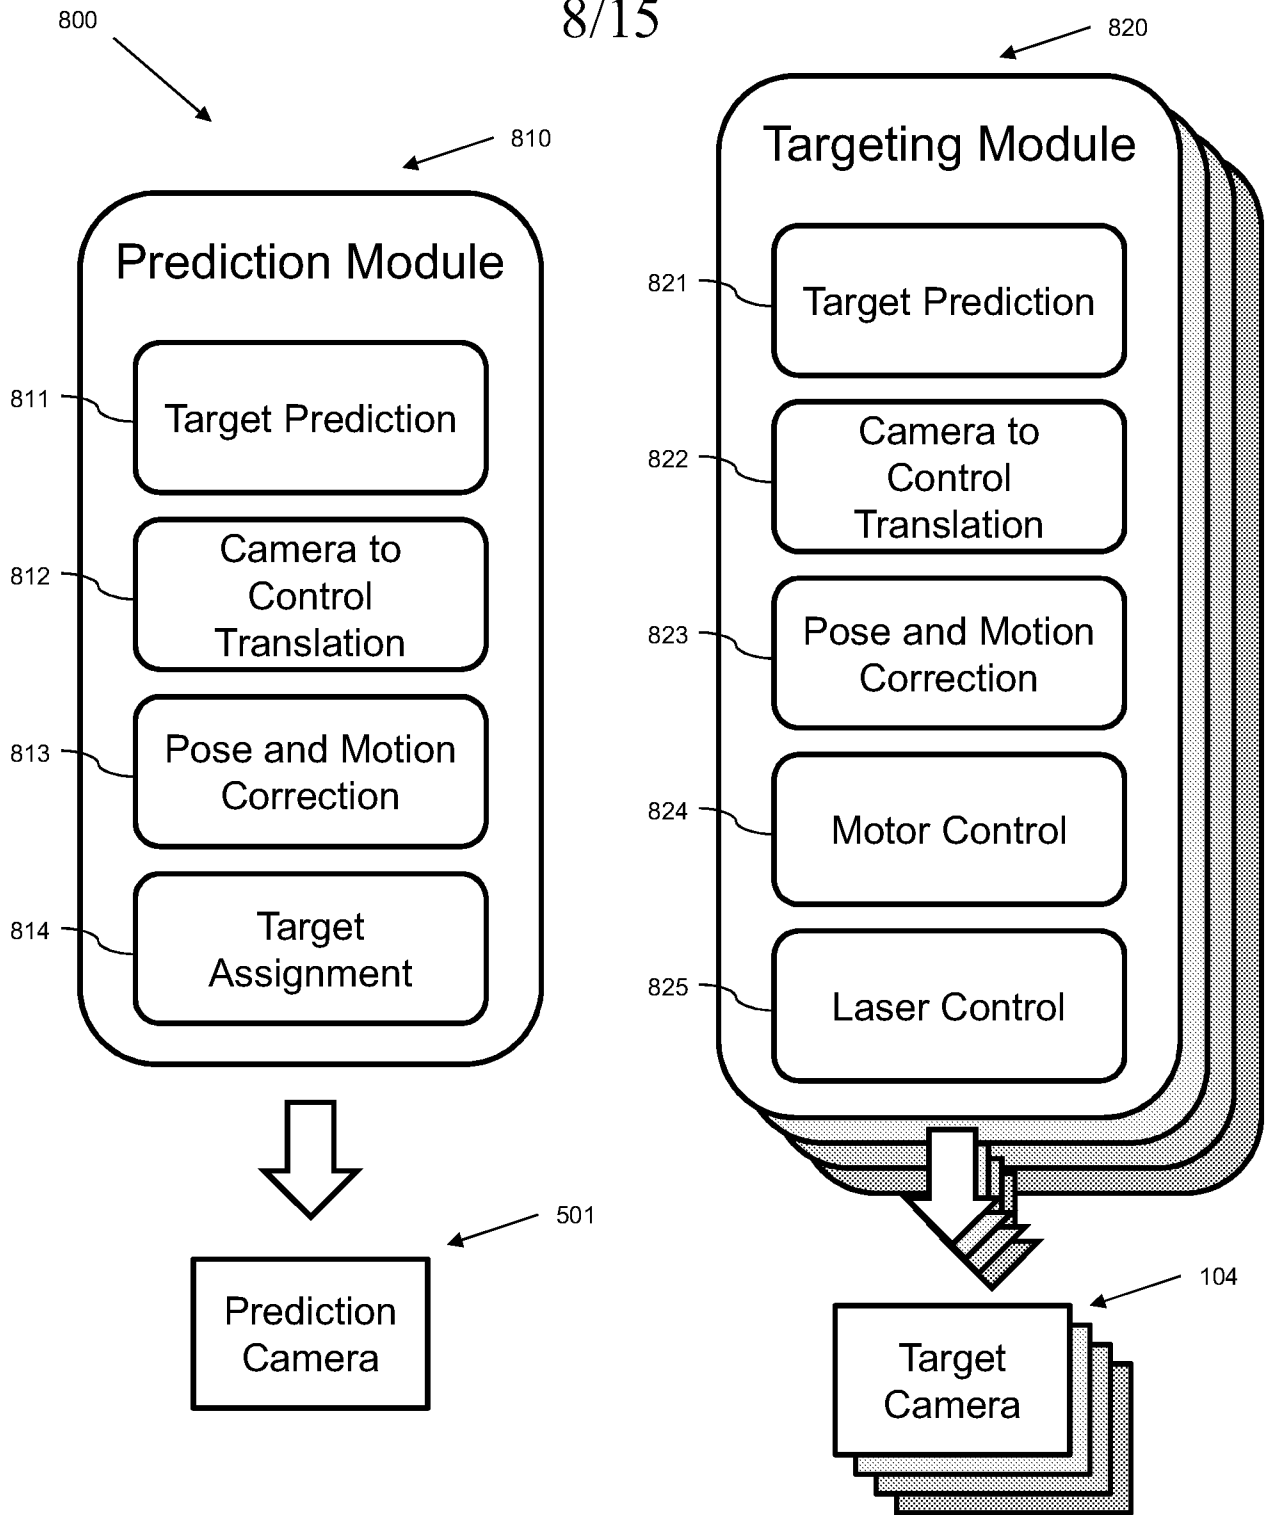 8/15
800
810
Prediction Module
811
Target Prediction
812
Camera to
Control
Translation
813
Pose and Motion
Correction
814
Target
Assignment
501
Prediction
Camera
820
Targeting Module
821
Target Prediction
822
Camera to
Control
Translation
823
Pose and Motion
Correction
824
Motor Control
825
Laser Control
104
Target
Camera